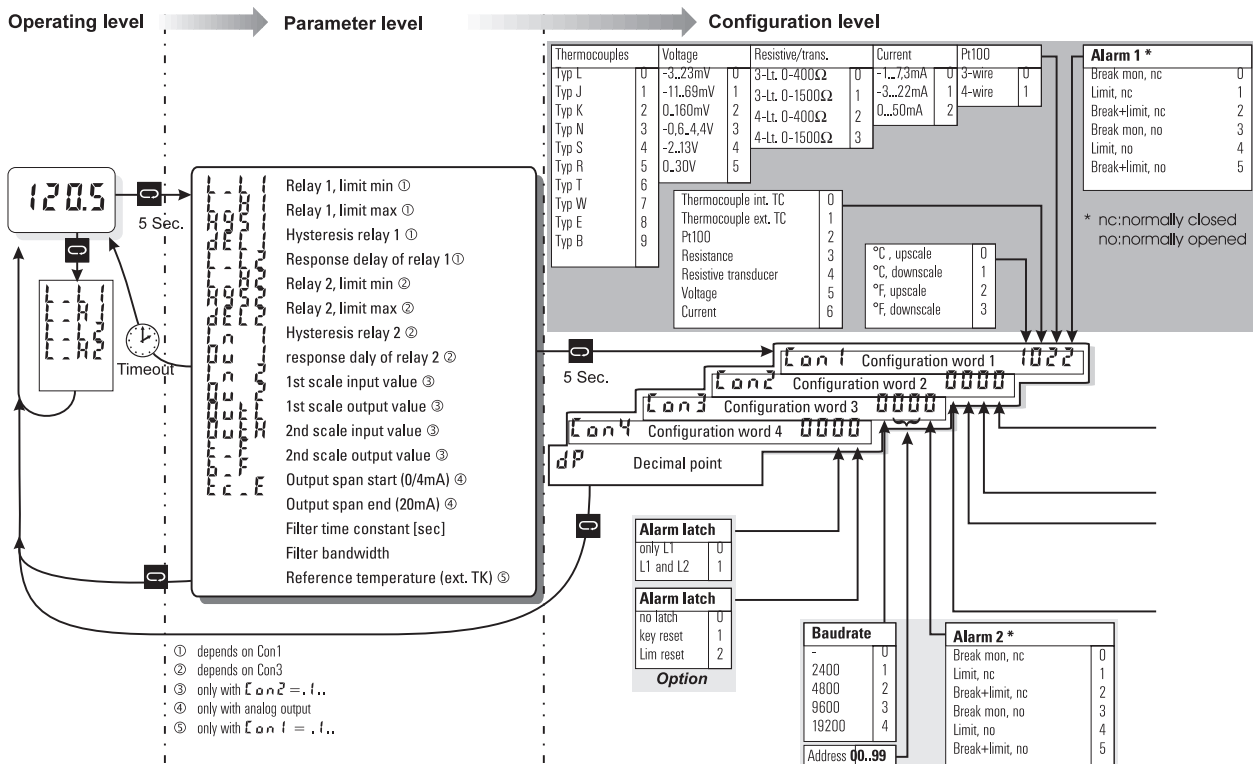 Operating level
Parameter level
Configuration level
Thermocouples
Typ L 0
Typ J 1
Typ K 2
Typ N 3
Typ S 4
Typ R 5
Typ T 6
Typ W 7
Typ E 8
Typ B 9
Voltage
-3..23mV 0
-11..69mV 1
0..160mV 2
-0,6..4,4V 3
-2..13V 4
0..30V 5
Resistive/trans.
3-Lt. 0-400Ω 0
3-Lt. 0-1500Ω 1
4-Lt. 0-400Ω 2
4-Lt. 0-1500Ω 3
Current
-1...7,3mA 0
-3...22mA 1
0...50mA 2
Pt100
3-wire 0
4-wire 1
Alarm 1 *
Break mon, nc 0
Limit, nc 1
Break+limit, nc 2
Break mon, no 3
Limit, no 4
Break+limit, no 5
* nc:normally closed
no:normally opened
Thermocouple int. TC 0
Thermocouple ext. TC 1
Pt100 2
Resistance 3
Resistive transducer 4
Voltage 5
Current 6
°C , upscale 0
°C, downscale 1
°F, upscale 2
°F, downscale 3
120.5
5 Sec.
Timeout
Relay 1, limit min ①
Relay 1, limit max ①
Hysteresis relay 1 ①
Response delay of relay 1①
Relay 2, limit min ②
Relay 2, limit max ②
Hysteresis relay 2 ②
response daly of relay 2 ②
1st scale input value ③
1st scale output value ③
2nd scale input value ③
2nd scale output value ③
Output span start (0/4mA) ④
Output span end (20mA) ④
Filter time constant [sec]
Filter bandwidth
Reference temperature (ext. TK) ⑤
5 Sec.
Con1 Configuration word 1 1022
Con2 Configuration word 2 0000
Con3 Configuration word 3 0000
Con4 Configuration word 4 0000
dP Decimal point
Alarm latch
only L1 0
L1 and L2 1
Alarm latch
no latch 0
key reset 1
Lim reset 2
Option
Baudrate
- 0
2400 1
4800 2
9600 3
19200 4
Address 00..99
Alarm 2 *
Break mon, nc 0
Limit, nc 1
Break+limit, nc 2
Break mon, no 3
Limit, no 4
Break+limit, no 5
① depends on Con1
② depends on Con3
③ only with Con2 = . 1 . .
④ only with analog output
⑤ only with Con1 = . 1 . .